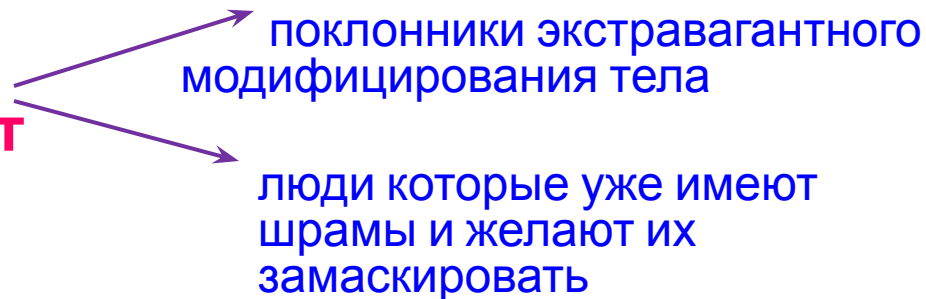 поклонники экстравагантного
модифицирования тела
т
люди которые уже имеют
шрамы и желают их
замаскировать